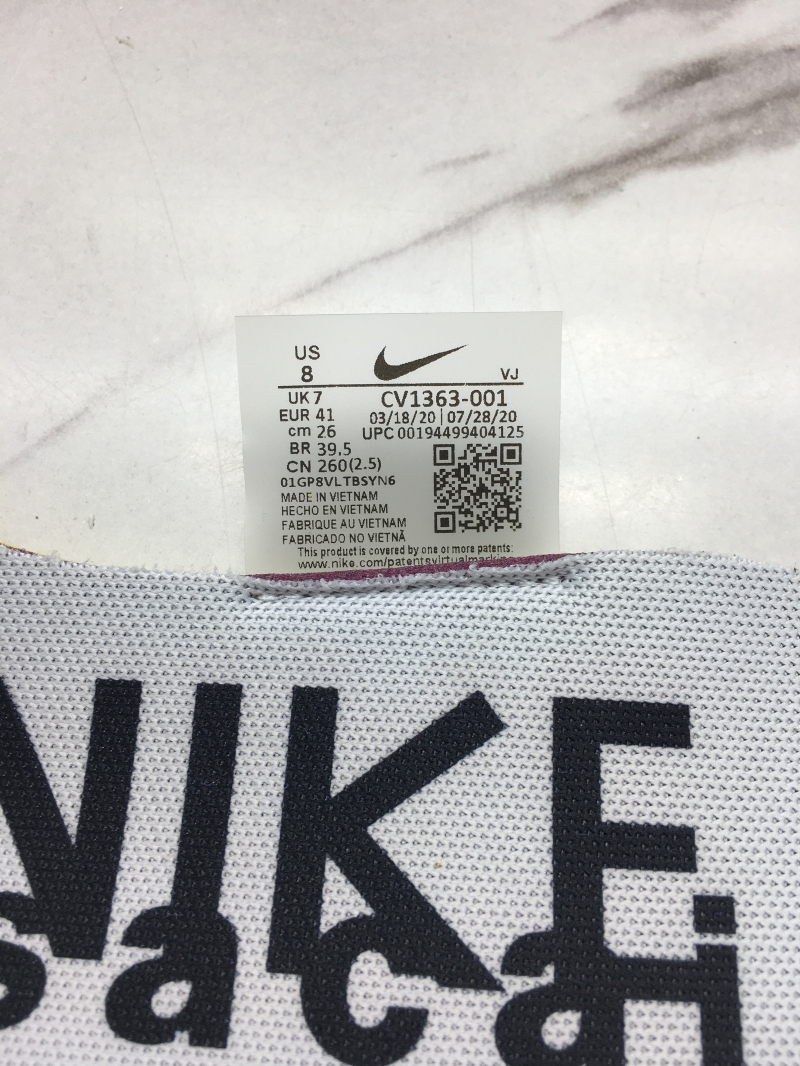 US
8
VJ
UK 7
CV1363-001
EUR 41
03/18/20 | 07/28/20
cm 26
UPC 00194499404125
BR 39.5
CN 260(2.5)
01GP8VLTBSYN6
MADE IN VIETNAM
HECHO EN VIETNAM
FABRIQUE AU VIETNAM
FABRICADO NO VIETNÃ
This product is covered by one or more patents:
www.nike.com/patentsvirtualmarking
NIKE
sacai